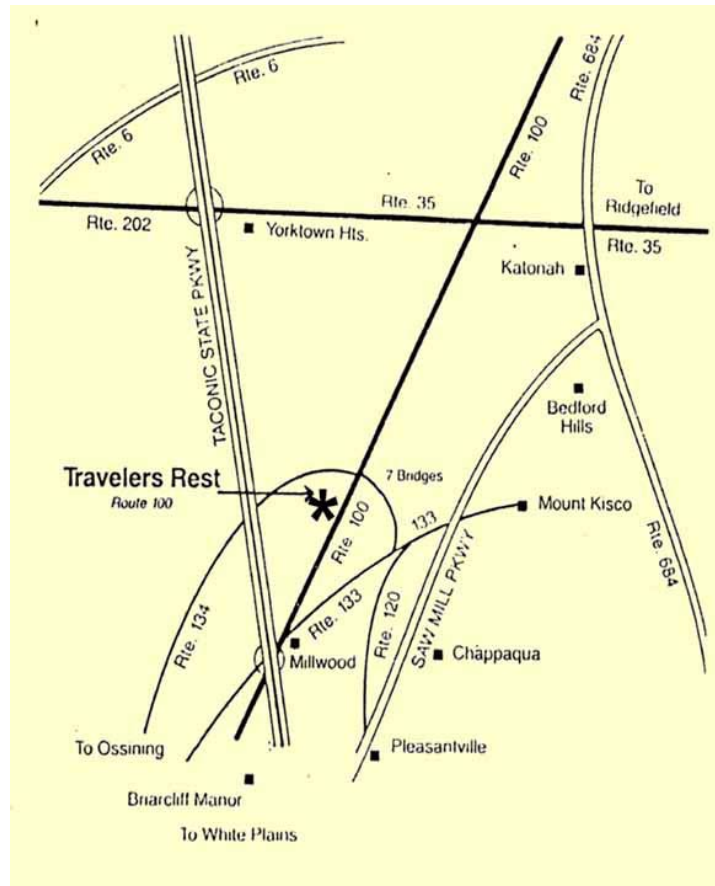 Rte. 684
Rte. 6
Rte. 6
Rte. 100
To
Ridgefield
Rte. 202
Rte. 35
Rte. 35
Yorktown Hts.
Katonah
TACONIC STATE PKWY
Bedford
Hills
Travelers Rest
Route 100
7 Bridges
Mount Kisco
133
Rte 100
Rte. 684
Rte. 133
Rte. 120
SAW MILL PKWY
Rte. 134
Millwood
Chappaqua
To Ossining
Pleasantville
Briarcliff Manor
To White Plains